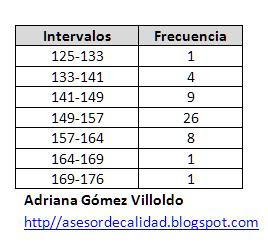 Intervalos Frecuencia
125-133 1
133-141 4
141-149 9
149-157 26
157-164 8
164-169 1
169-176 1
Adriana Gómez Villoldo
http//asesordecalidad.blogspot.com